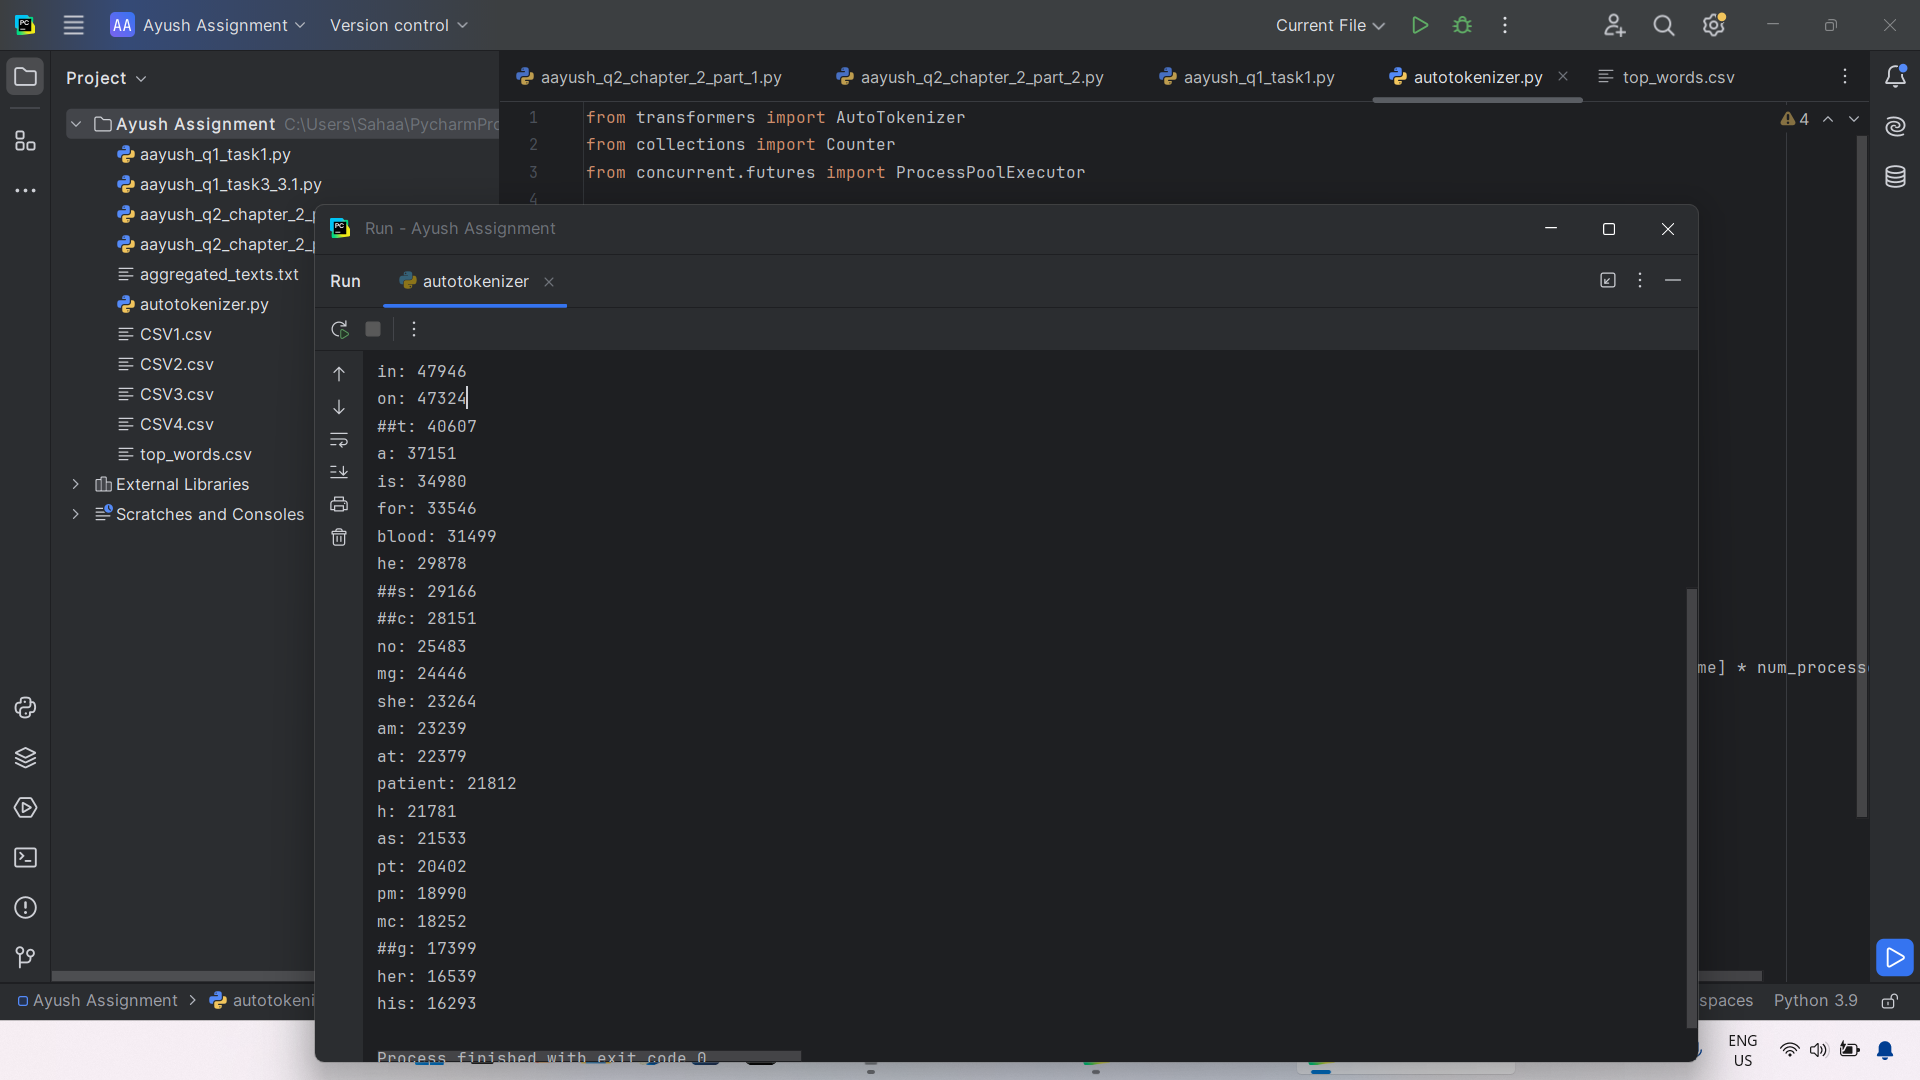 AA Ayush Assignment Version control Current File
Project
aayush_q2_chapter_2_part_1.py aayush_q2_chapter_2_part_2.py aayush_q1_task1.py autotokenizer.py top_words.csv
Ayush Assignment C:\Users\Sahaa\PycharmPro
aayush_q1_task1.py
aayush_q1_task3_3.1.py
aayush_q2_chapter_2_p
aayush_q2_chapter_2_p
aggregated_texts.txt
autotokenizer.py
CSV1.csv
CSV2.csv
CSV3.csv
CSV4.csv
top_words.csv
External Libraries
Scratches and Consoles
1 from transformers import AutoTokenizer
2 from collections import Counter
3 from concurrent.futures import ProcessPoolExecutor
4
4
Run - Ayush Assignment
Run autotokenizer
in: 47946
on: 47324
##t: 40607
a: 37151
is: 34980
for: 33546
blood: 31499
he: 29878
##s: 29166
##c: 28151
no: 25483
mg: 24446
she: 23264
am: 23239
at: 22379
patient: 21812
h: 21781
as: 21533
pt: 20402
pm: 18990
mc: 18252
##g: 17399
her: 16539
his: 16293
Process finished with exit code 0
me] * num_process
Ayush Assignment > autotokeni
spaces Python 3.9
ENG
US